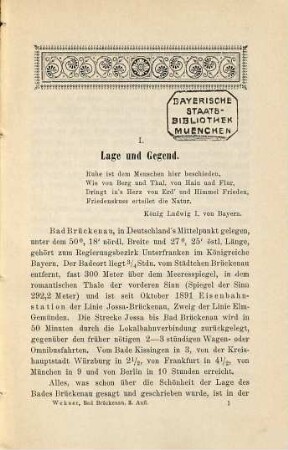 BAYERISCHE
STAATS-
BIBLIOTHEK
MUENCHEN
I.
Lage und Gegend.
Ruhe ist dem Menschen hier beschieden,
Wie von Berg und Thal, von Hain und Flur,
Dringt in's Herz von Erd' und Himmel Frieden,
Friedenskuss erteilet die Natur.
König Ludwig I. von Bayern.
Bad Brückenau, in Deutschland's Mittelpunkt gelegen,
unter dem 50º, 18' nördl. Breite und 27º, 25' östl. Länge,
gehört zum Regierungsbezirk Unterfranken im Königreiche
Bayern. Der Badeort liegt 3/4 Stdn. vom Städtchen Brückenau
entfernt, fast 300 Meter über dem Meeresspiegel, in dem
romantischen Thale der vorderen Sinn (Spiegel der Sinn
292,2 Meter) und ist seit Oktober 1891 Eisenbahn-
station der Linie Jossa-Brückenau, Zweig der Linie Elm-
Gemünden. Die Strecke Jossa bis Bad Brückenau wird in
50 Minuten durch die Lokalbahnverbindung zurückgelegt,
gegenüber den früher nötigen 2—3 stündigen Wagen- oder
Omnibusfahrten. Vom Bade Kissingen in 3, von der Kreis-
hauptstadt Würzburg in 2½, von Frankfurt in 4½, von
München in 9 und von Berlin in 10 Stunden erreicht.
Alles, was schon über die Schönheit der Lage des
Bades Brückenau gesagt und geschrieben wurde, ist in der
Wehner, Bad Brückenau. 2. Aufl. 1